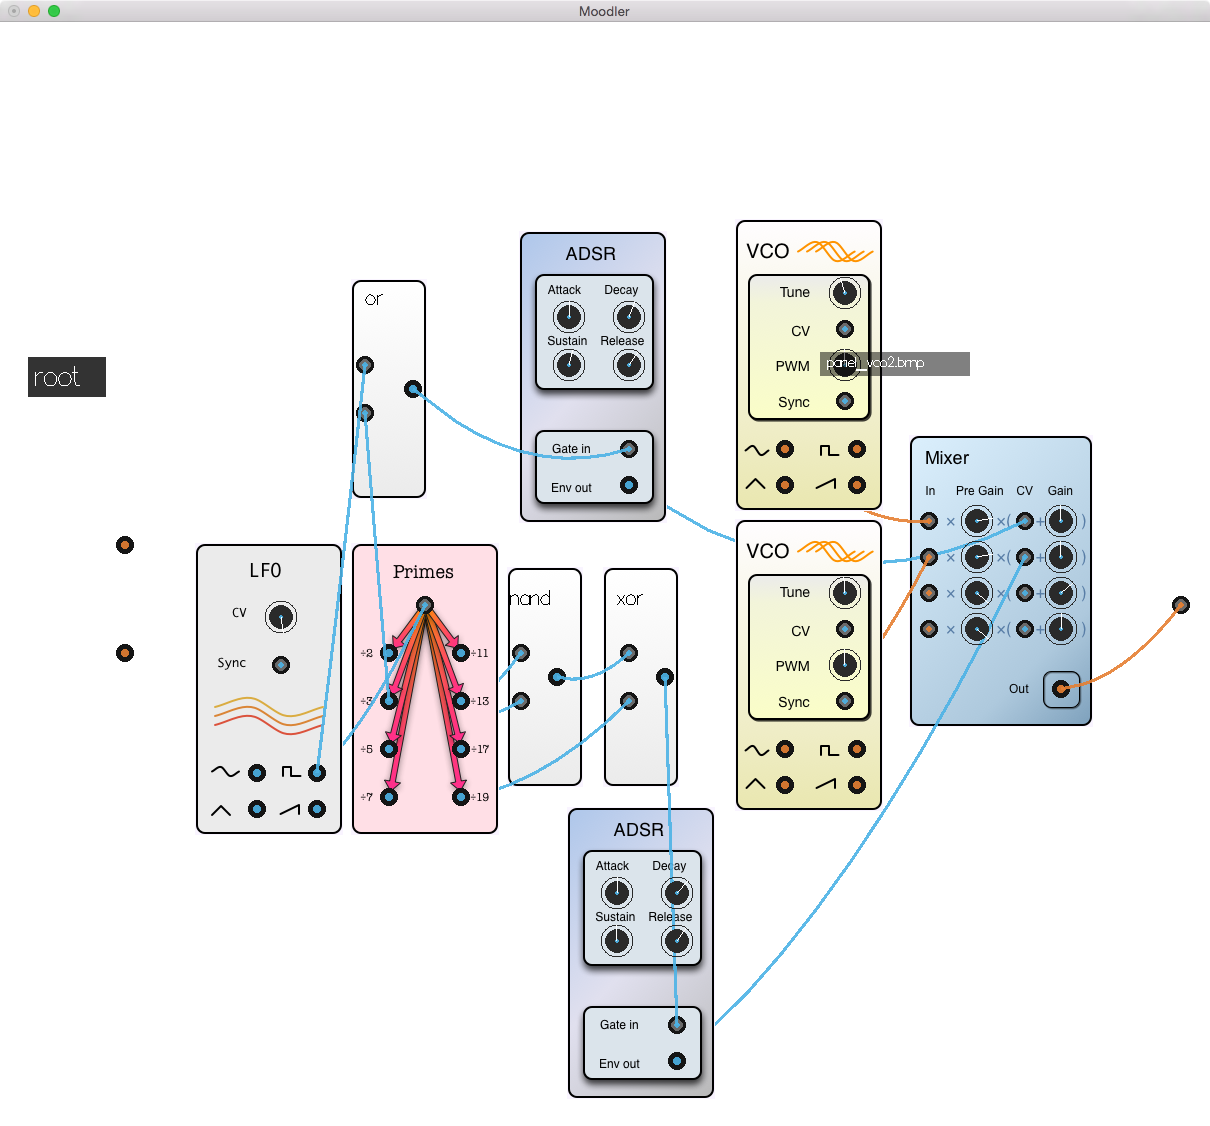 Moodler
root
or
ADSR
Attack Decay
Sustain Release
Gate in
Env out
VCO
Tune
CV
PWM
panel_vco2.bmp
Sync
LFO
CV
Sync
Primes
÷2 ÷11
÷3 ÷13
÷5 ÷17
÷7 ÷19
nand
xor
ADSR
Attack Decay
Sustain Release
Gate in
Env out
VCO
Tune
CV
PWM
Sync
Mixer
In Pre Gain CV Gain
× ×( + )
× ×( + )
× ×( + )
× ×( + )
Out